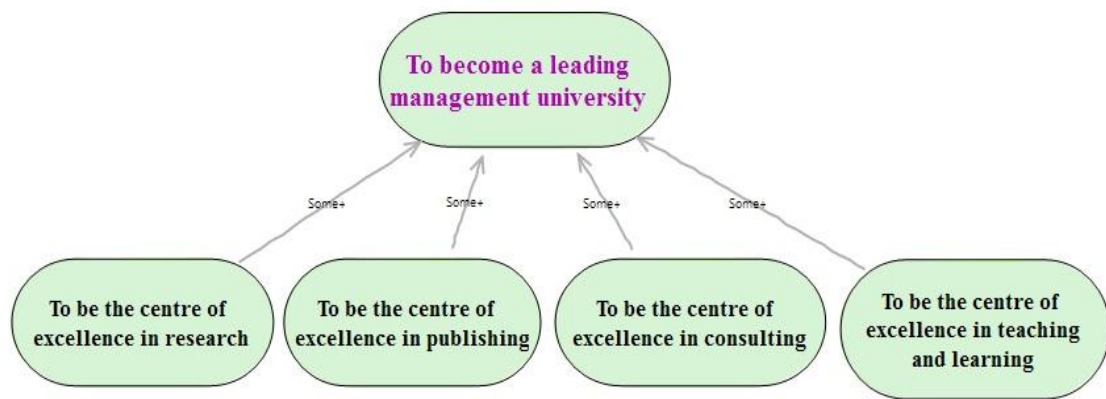 To become a leading
management university
Some+
Some+
Some+
Some+
To be the centre of
excellence in research
To be the centre of
excellence in publishing
To be the centre of
excellence in consulting
To be the centre of
excellence in teaching
and learning